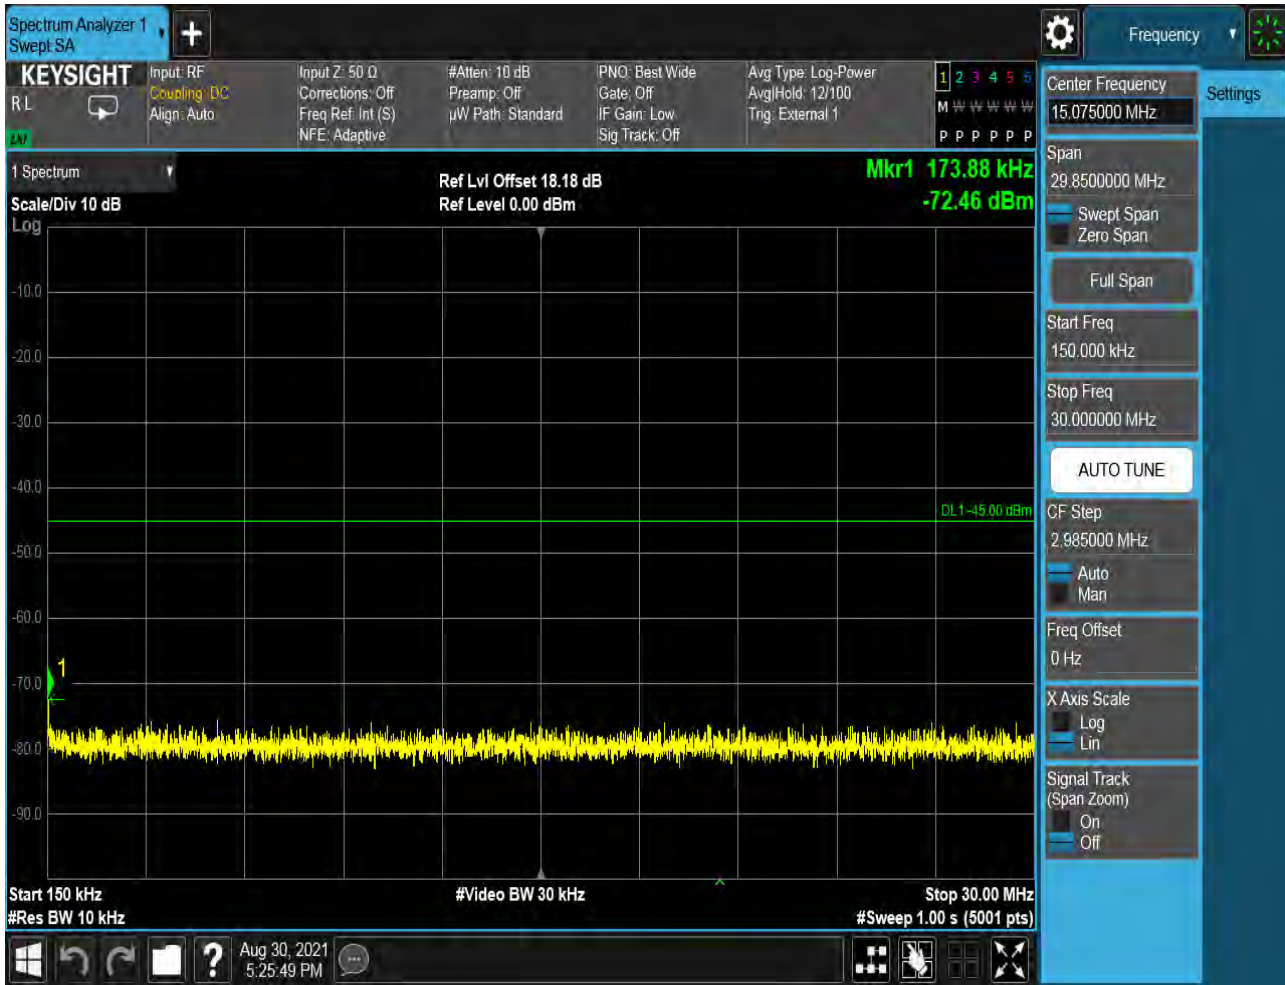 Spectrum Analyzer 1
Swept SA
Frequency
KEYSIGHT
R L
LXI
Input: RF
Coupling: DC
Align: Auto
Input Z: 50 Ω
Corrections: Off
Freq Ref: Int (S)
NFE: Adaptive
#Atten: 10 dB
Preamp: Off
µW Path: Standard
PNO: Best Wide
Gate: Off
IF Gain: Low
Sig Track: Off
Avg Type: Log-Power
Avg|Hold: 12/100
Trig: External 1
1 2 3 4 5 6
M W W W W W
P P P P P P
1 Spectrum
Scale/Div 10 dB
Log
Ref Lvl Offset 18.18 dB
Ref Level 0.00 dBm
Mkr1 173.88 kHz
-72.46 dBm
-10.0
-20.0
-30.0
-40.0
DL1 -45.00 dBm
-50.0
-60.0
1
-70.0
-80.0
-90.0
Start 150 kHz
#Res BW 10 kHz
#Video BW 30 kHz
Stop 30.00 MHz
#Sweep 1.00 s (5001 pts)
?
Aug 30, 2021
5:25:49 PM
Center Frequency
15.075000 MHz
Settings
Span
29.8500000 MHz
Swept Span
Zero Span
Full Span
Start Freq
150.000 kHz
Stop Freq
30.000000 MHz
AUTO TUNE
CF Step
2.985000 MHz
Auto
Man
Freq Offset
0 Hz
X Axis Scale
Log
Lin
Signal Track
(Span Zoom)
On
Off